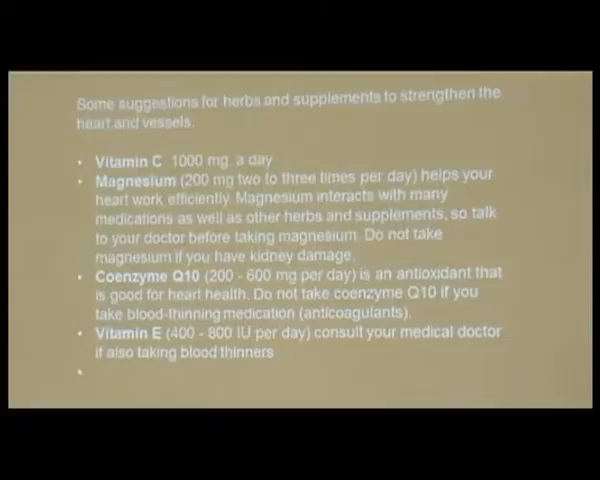 Some suggestions for herbs and supplements to strengthen the
heart and vessels.
• Vitamin C 1000 mg. a day
• Magnesium (200 mg two to three times per day) helps your
heart work efficiently. Magnesium interacts with many
medications as well as other herbs and supplements, so talk
to your doctor before taking magnesium. Do not take
magnesium if you have kidney damage.
• Coenzyme Q10 (200 - 600 mg per day) is an antioxidant that
is good for heart health. Do not take coenzyme Q10 if you
take blood-thinning medication (anticoagulants).
• Vitamin E (400 - 800 IU per day) consult your medical doctor
if also taking blood thinners
•